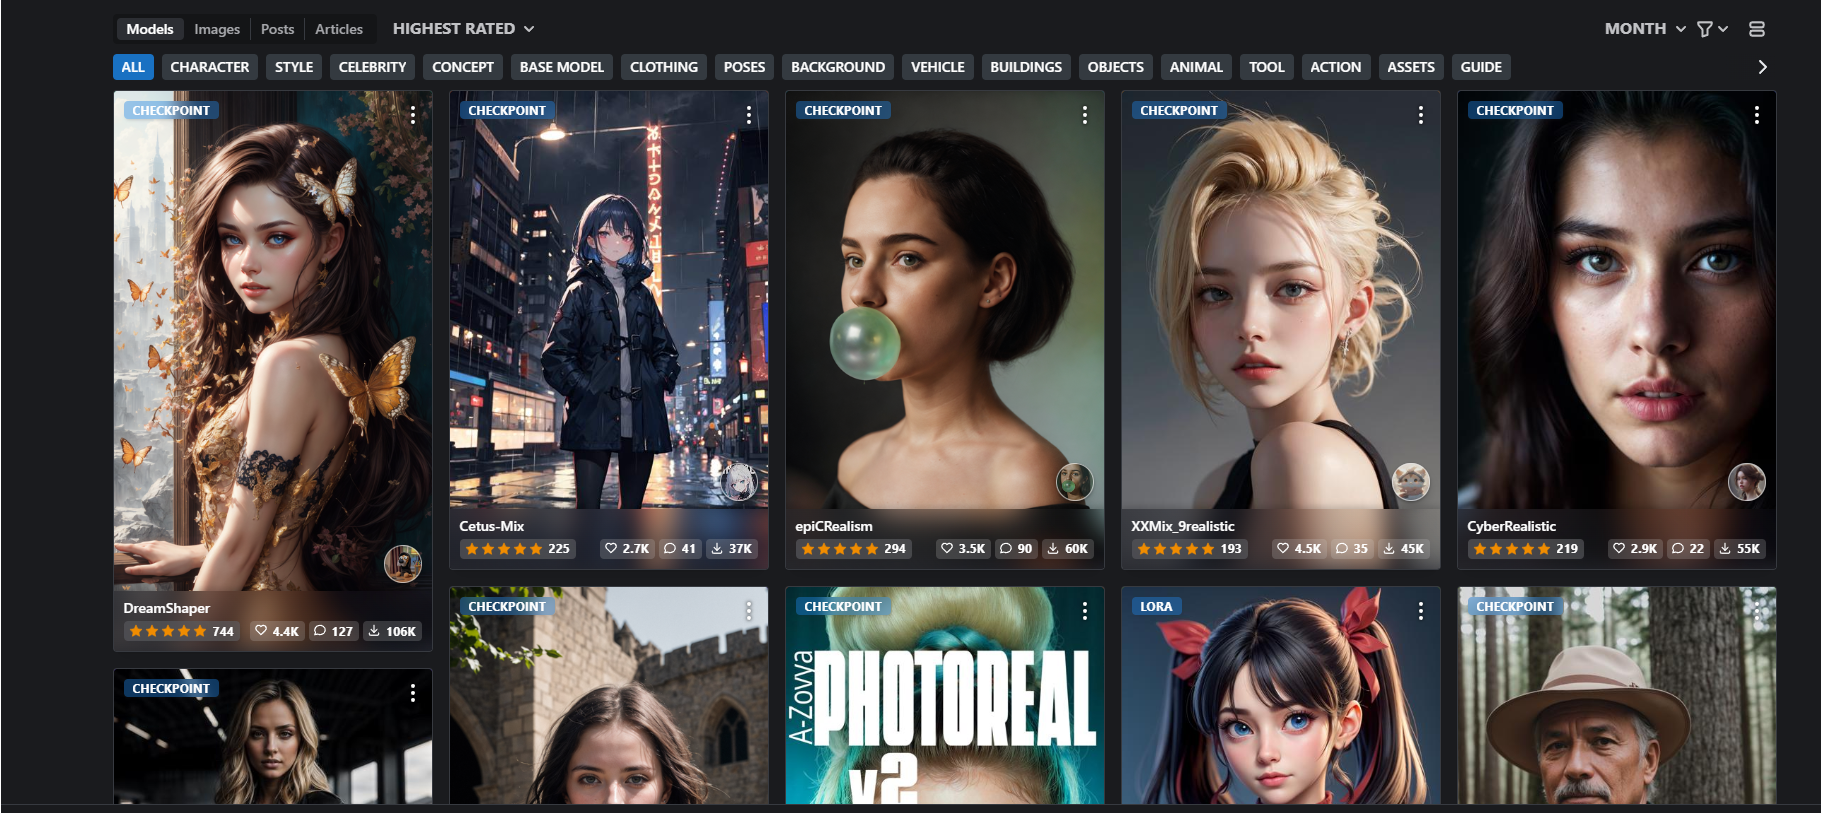 Models Images Posts Articles HIGHEST RATED MONTH
ALL CHARACTER STYLE CELEBRITY CONCEPT BASE MODEL CLOTHING POSES BACKGROUND VEHICLE BUILDINGS OBJECTS ANIMAL TOOL ACTION ASSETS GUIDE
CHECKPOINT
DreamShaper
744 4.4K 127 106K
CHECKPOINT
Cetus-Mix
225 2.7K 41 37K
CHECKPOINT
epiCRealism
294 3.5K 90 60K
CHECKPOINT
XXMix_9realistic
193 4.5K 35 45K
CHECKPOINT
CyberRealistic
219 2.9K 22 55K
CHECKPOINT
CHECKPOINT
CHECKPOINT
A-Zovya
PHOTOREAL
v2
LORA
CHECKPOINT